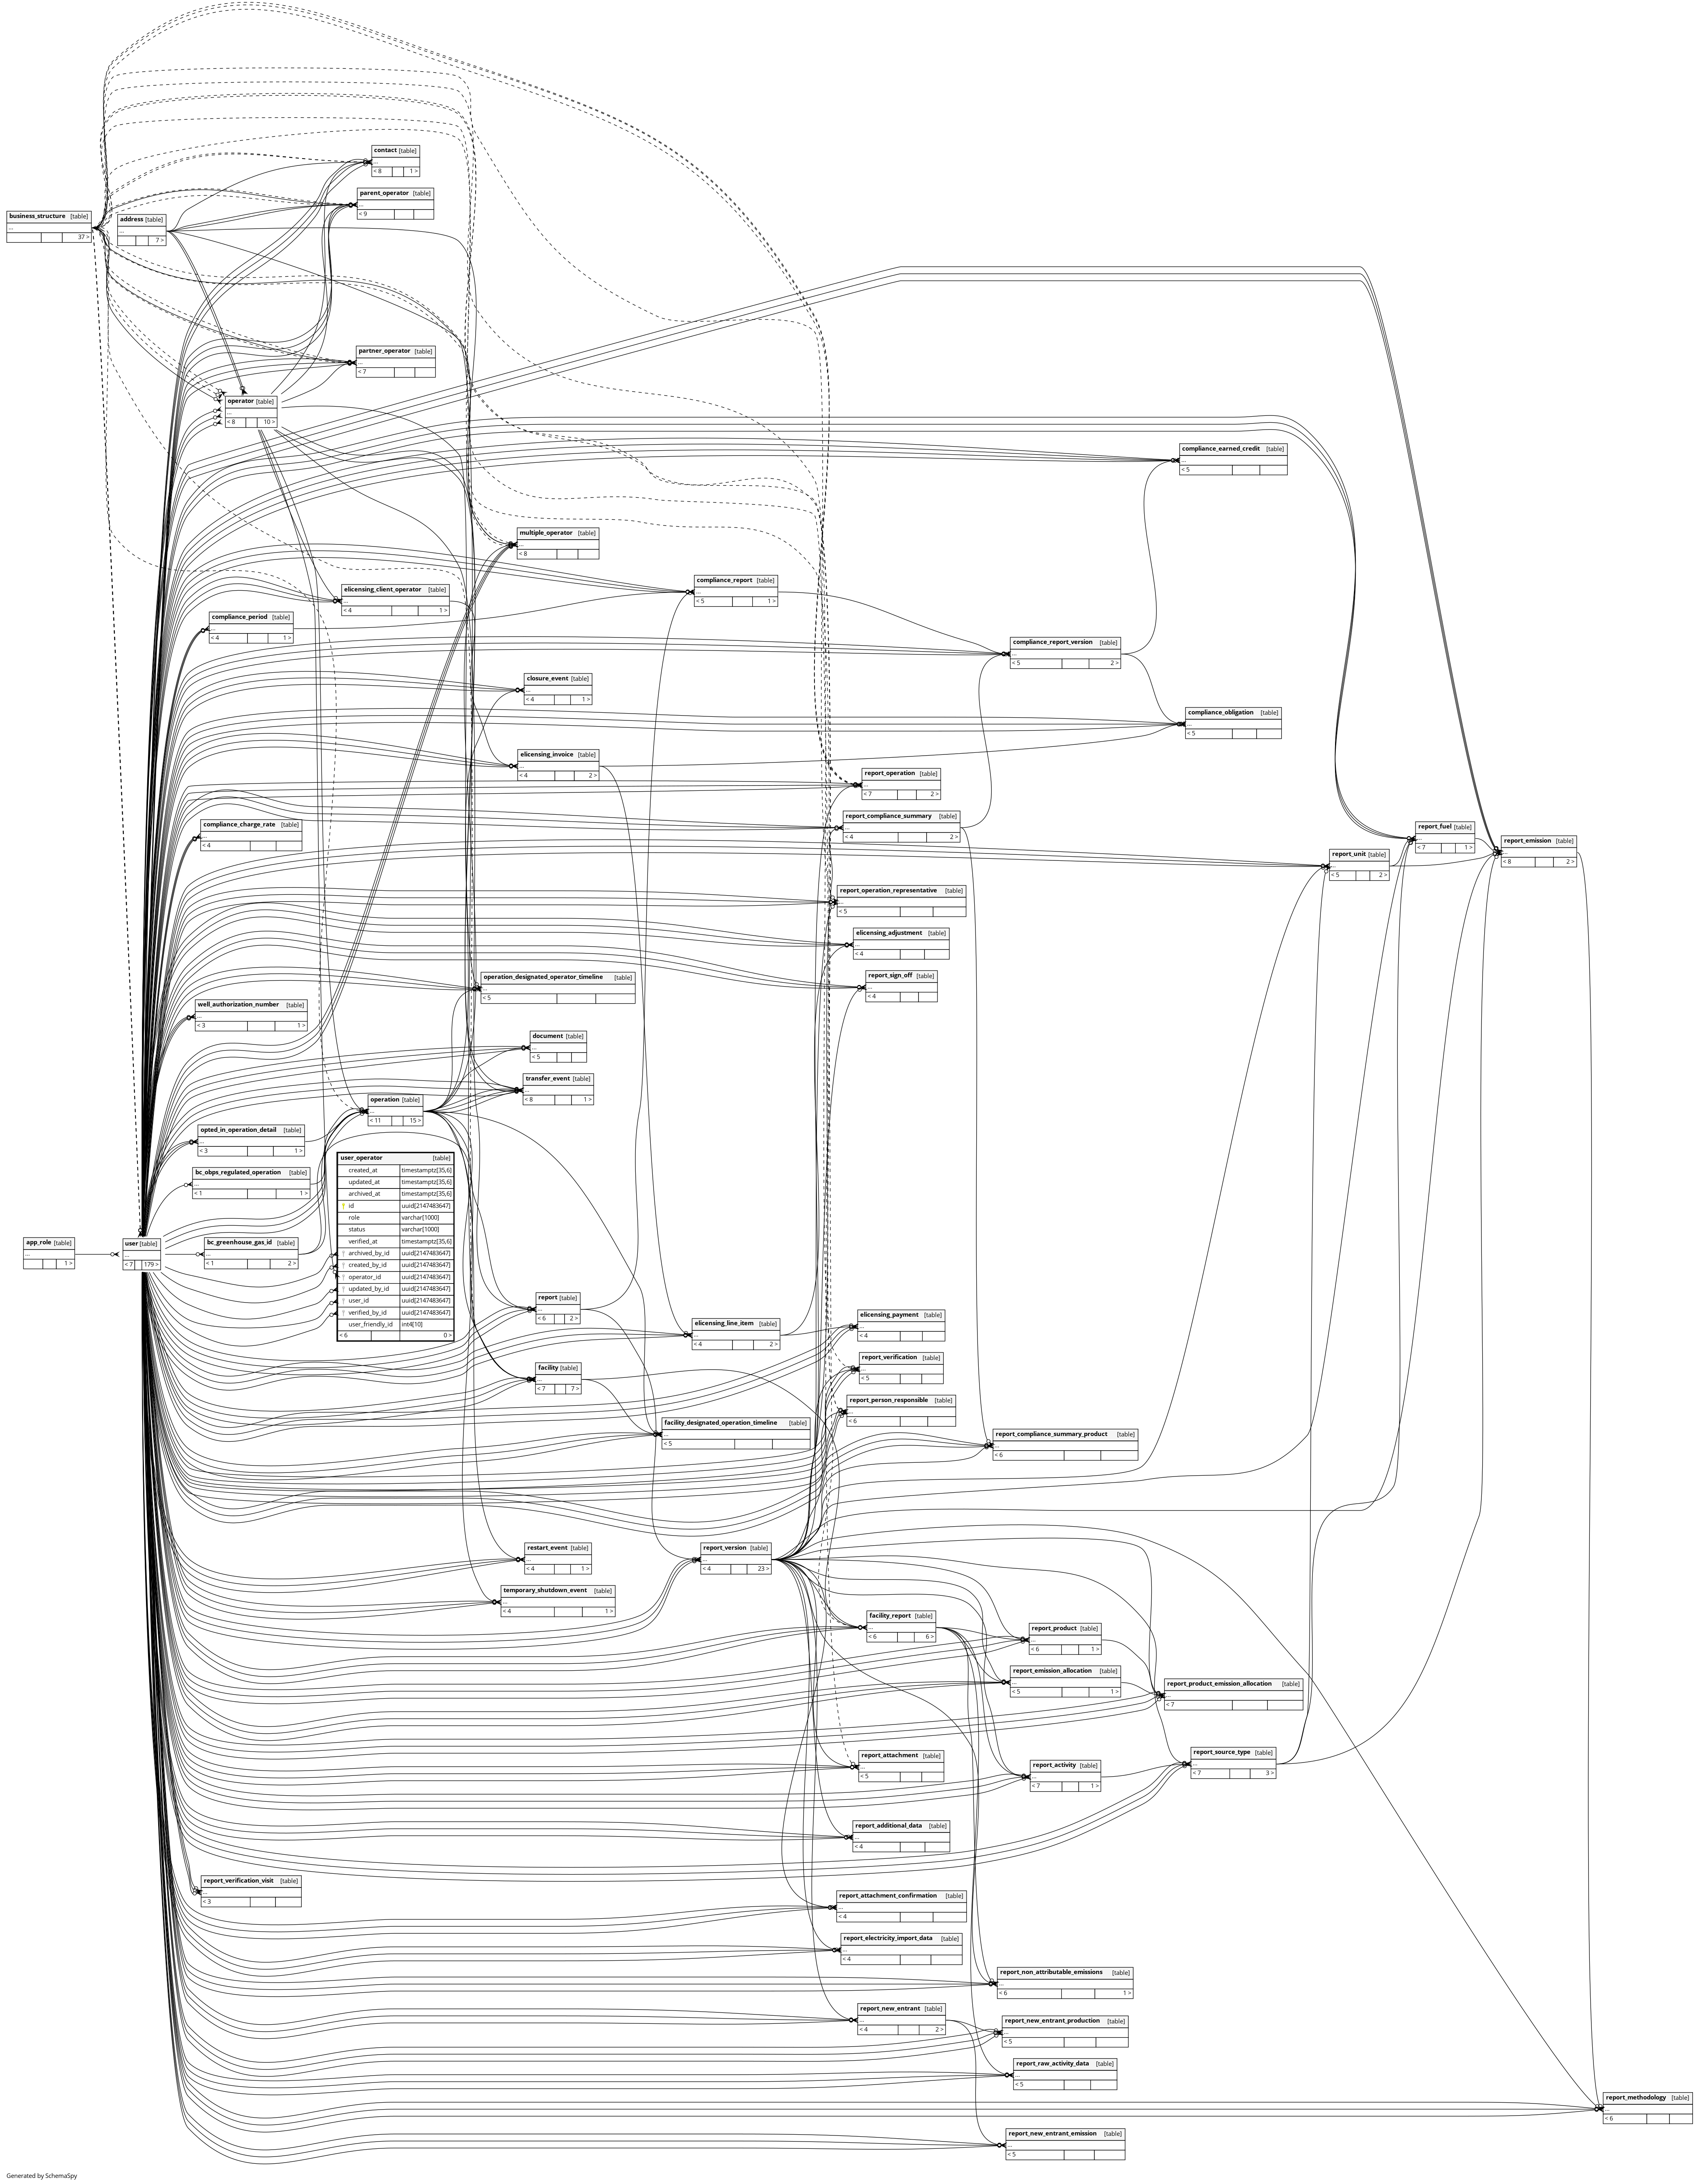 contact [table]
...
< 8 1 >
parent_operator [table]
...
< 9
business_structure [table]
...
37 >
address [table]
...
7 >
partner_operator [table]
...
< 7
operator [table]
...
< 8 10 >
compliance_earned_credit [table]
...
< 5
multiple_operator [table]
...
< 8
compliance_report [table]
...
< 5 1 >
elicensing_client_operator [table]
...
< 4 1 >
compliance_period [table]
...
< 4 1 >
compliance_report_version [table]
...
< 5 2 >
closure_event [table]
...
< 4 1 >
compliance_obligation [table]
...
< 5
elicensing_invoice [table]
...
< 4 2 >
report_operation [table]
...
< 7 2 >
report_compliance_summary [table]
...
< 4 2 >
compliance_charge_rate [table]
...
< 4
report_fuel [table]
...
< 7 1 >
report_emission [table]
...
< 8 2 >
report_unit [table]
...
< 5 2 >
report_operation_representative [table]
...
< 5
elicensing_adjustment [table]
...
< 4
report_sign_off [table]
...
< 4
operation_designated_operator_timeline [table]
...
< 5
well_authorization_number [table]
...
< 3 1 >
document [table]
...
< 5
transfer_event [table]
...
< 8 1 >
operation [table]
...
< 11 15 >
opted_in_operation_detail [table]
...
< 3 1 >
bc_obps_regulated_operation [table]
...
< 1 1 >
user_operator [table]
created_at timestamptz[35,6]
updated_at timestamptz[35,6]
archived_at timestamptz[35,6]
id uuid[2147483647]
role varchar[1000]
status varchar[1000]
verified_at timestamptz[35,6]
archived_by_id uuid[2147483647]
created_by_id uuid[2147483647]
operator_id uuid[2147483647]
updated_by_id uuid[2147483647]
user_id uuid[2147483647]
verified_by_id uuid[2147483647]
user_friendly_id int4[10]
< 6 0 >
app_role [table]
...
1 >
user [table]
...
< 7 179 >
bc_greenhouse_gas_id [table]
...
< 1 2 >
report [table]
...
< 6 2 >
elicensing_payment [table]
...
< 4
elicensing_line_item [table]
...
< 4 2 >
report_verification [table]
...
< 5
facility [table]
...
< 7 7 >
report_person_responsible [table]
...
< 6
facility_designated_operation_timeline [table]
...
< 5
report_compliance_summary_product [table]
...
< 6
restart_event [table]
...
< 4 1 >
report_version [table]
...
< 4 23 >
temporary_shutdown_event [table]
...
< 4 1 >
facility_report [table]
...
< 6 6 >
report_product [table]
...
< 6 1 >
report_emission_allocation [table]
...
< 5 1 >
report_product_emission_allocation [table]
...
< 7
report_attachment [table]
...
< 5
report_source_type [table]
...
< 7 3 >
report_activity [table]
...
< 7 1 >
report_additional_data [table]
...
< 4
report_verification_visit [table]
...
< 3
report_attachment_confirmation [table]
...
< 4
report_electricity_import_data [table]
...
< 4
report_non_attributable_emissions [table]
...
< 6 1 >
report_new_entrant [table]
...
< 4 2 >
report_new_entrant_production [table]
...
< 5
report_raw_activity_data [table]
...
< 5
report_methodology [table]
...
< 6
report_new_entrant_emission [table]
...
< 5
Generated by SchemaSpy